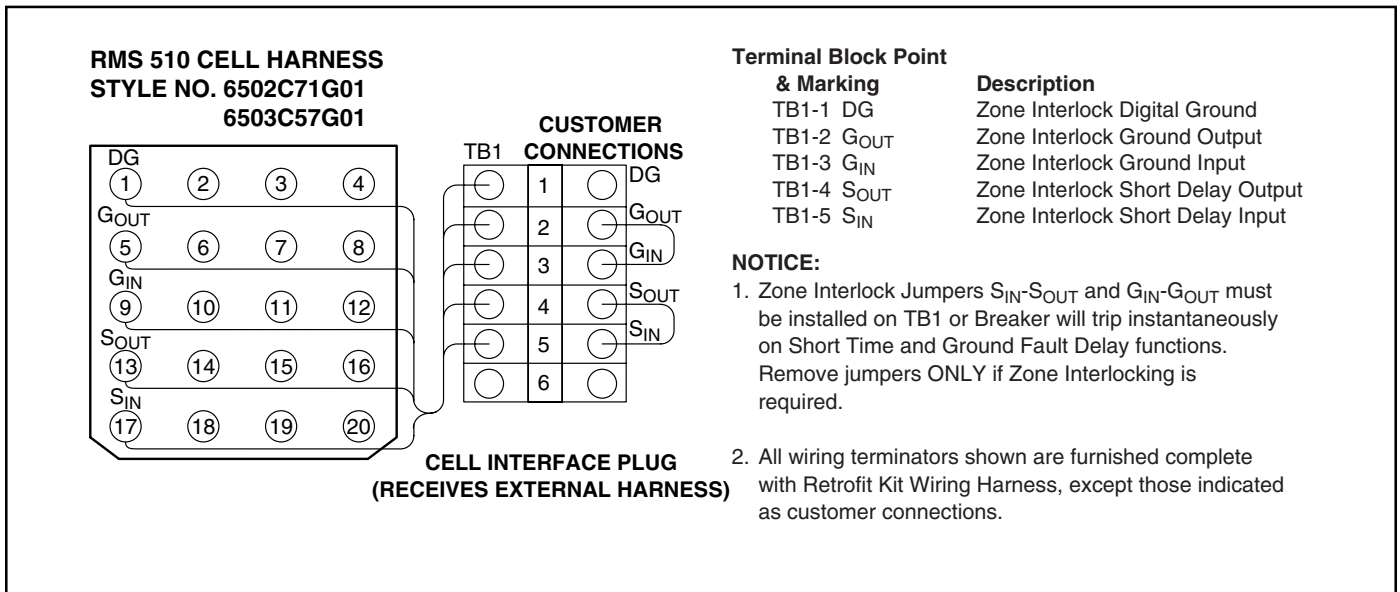 RMS 510 CELL HARNESS
STYLE NO. 6502C71G01
6503C57G01
DG
1 2 3 4
GOUT
5 6 7 8
GIN
9 10 11 12
SOUT
13 14 15 16
SIN
17 18 19 20
CUSTOMER
TB1 CONNECTIONS
1 DG
2 GOUT
3 GIN
4 SOUT
5 SIN
6
CELL INTERFACE PLUG
(RECEIVES EXTERNAL HARNESS)
Terminal Block Point
& Marking Description
TB1-1 DG Zone Interlock Digital Ground
TB1-2 GOUT Zone Interlock Ground Output
TB1-3 GIN Zone Interlock Ground Input
TB1-4 SOUT Zone Interlock Short Delay Output
TB1-5 SIN Zone Interlock Short Delay Input
NOTICE:
1. Zone Interlock Jumpers SIN-SOUT and GIN-GOUT must
be installed on TB1 or Breaker will trip instantaneously
on Short Time and Ground Fault Delay functions.
Remove jumpers ONLY if Zone Interlocking is
required.
2. All wiring terminators shown are furnished complete
with Retrofit Kit Wiring Harness, except those indicated
as customer connections.